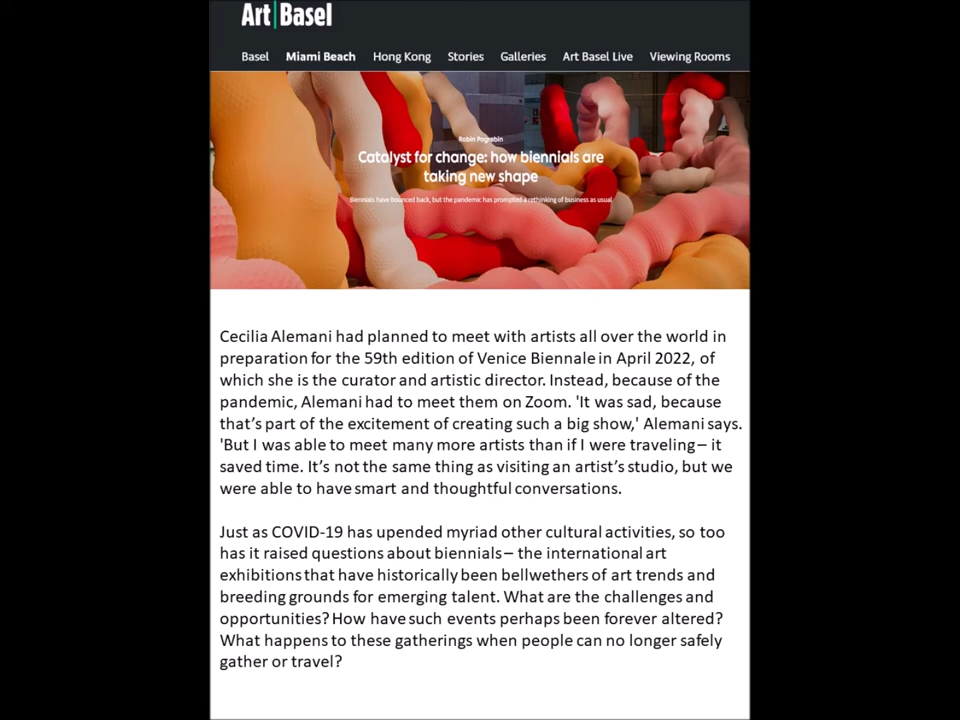 Art Basel
Basel Miami Beach Hong Kong Stories Galleries Art Basel Live Viewing Rooms
Robin Pogrebin
Catalyst for change: how biennials are
taking new shape
Biennials have bounced back, but the pandemic has prompted a rethinking of business as usual
Cecilia Alemani had planned to meet with artists all over the world in
preparation for the 59th edition of Venice Biennale in April 2022, of
which she is the curator and artistic director. Instead, because of the
pandemic, Alemani had to meet them on Zoom. 'It was sad, because
that's part of the excitement of creating such a big show,' Alemani says.
'But I was able to meet many more artists than if I were traveling – it
saved time. It's not the same thing as visiting an artist's studio, but we
were able to have smart and thoughtful conversations.
Just as COVID-19 has upended myriad other cultural activities, so too
has it raised questions about biennials – the international art
exhibitions that have historically been bellwethers of art trends and
breeding grounds for emerging talent. What are the challenges and
opportunities? How have such events perhaps been forever altered?
What happens to these gatherings when people can no longer safely
gather or travel?